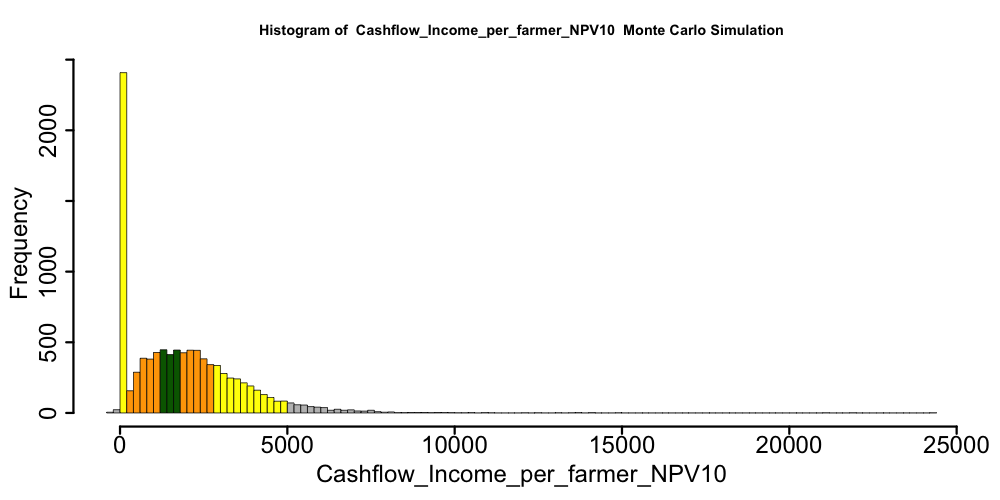 Histogram of  Cashflow_Income_per_farmer_NPV10  Monte Carlo Simulation
Frequency
2000
1000
500
0
0 5000 10000 15000 20000 25000
Cashflow_Income_per_farmer_NPV10